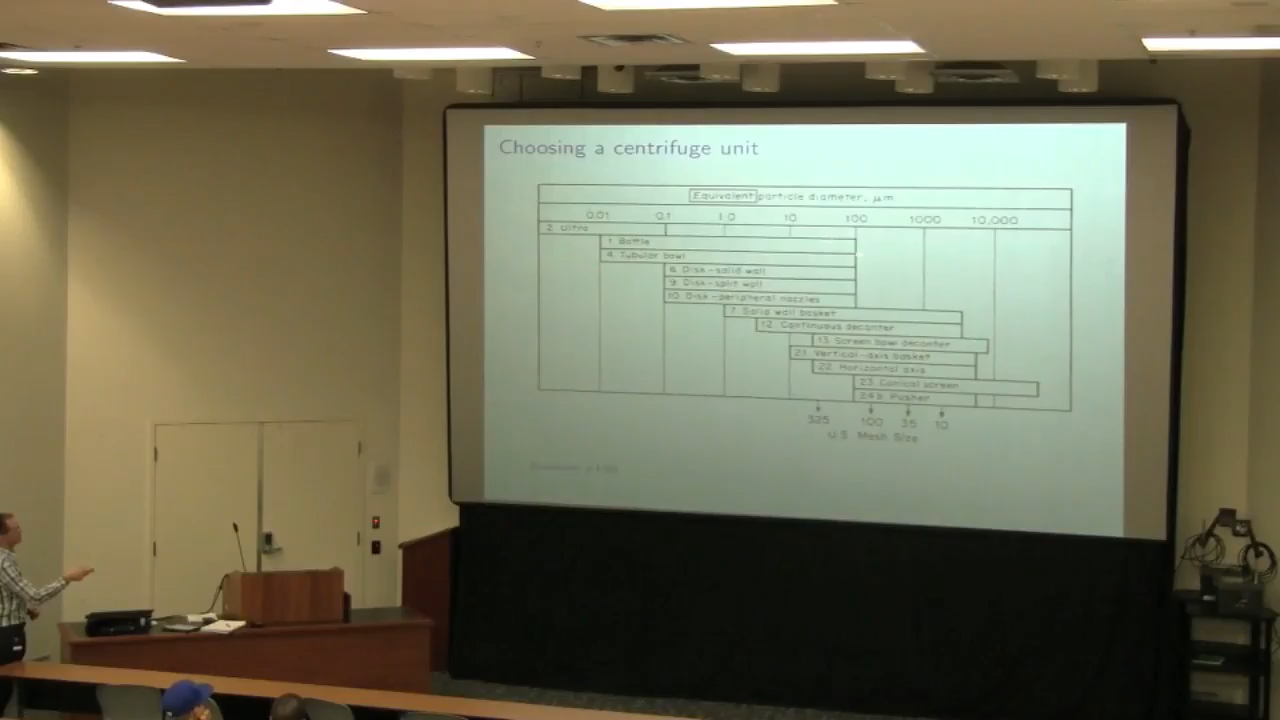 Choosing a centrifuge unit
Equivalent particle diameter, μm
0.01 0.1 1.0 10 100 1000 10,000
2. Ultra
1. Bottle
4. Tubular bowl
8. Disk-solid wall
9. Disk-split wall
10. Disk-peripheral nozzles
7. Solid wall basket
12. Continuous decanter
13. Screen bowl decanter
21. Vertical-axis basket
22. Horizontal axis
23. Conical screen
24b. Pusher
325 100 35 10
U.S. Mesh Size